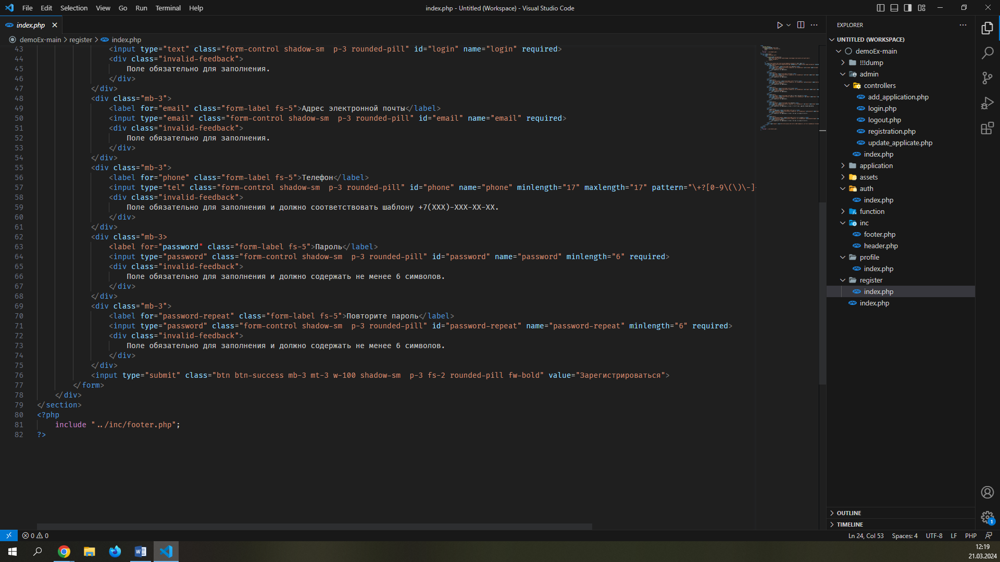 File Edit Selection View Go Run Terminal Help
index.php - Untitled (Workspace) - Visual Studio Code
index.php
demoEx-main > register > index.php
43 <input type="text" class="form-control shadow-sm  p-3 rounded-pill" id="login" name="login" required>
44 <div class="invalid-feedback">
45 Поле обязательно для заполнения.
46 </div>
47 </div>
48 <div class="mb-3">
49 <label for="email" class="form-label fs-5">Адрес электронной почты</label>
50 <input type="email" class="form-control shadow-sm  p-3 rounded-pill" id="email" name="email" required>
51 <div class="invalid-feedback">
52 Поле обязательно для заполнения.
53 </div>
54 </div>
55 <div class="mb-3">
56 <label for="phone" class="form-label fs-5">Телефон</label>
57 <input type="tel" class="form-control shadow-sm  p-3 rounded-pill" id="phone" name="phone" minlength="17" maxlength="17" pattern="\+?[0-9\(\)\-]
58 <div class="invalid-feedback">
59 Поле обязательно для заполнения и должно соответствовать шаблону +7(XXX)-XXX-XX-XX.
60 </div>
61 </div>
62 <div class="mb-3>
63 <label for="password" class="form-label fs-5">Пароль</label>
64 <input type="password" class="form-control shadow-sm  p-3 rounded-pill" id="password" name="password" minlength="6" required>
65 <div class="invalid-feedback">
66 Поле обязательно для заполнения и должно содержать не менее 6 символов.
67 </div>
68 </div>
69 <div class="mb-3">
70 <label for="password-repeat" class="form-label fs-5">Повторите пароль</label>
71 <input type="password" class="form-control shadow-sm  p-3 rounded-pill" id="password-repeat" name="password-repeat" minlength="6" required>
72 <div class="invalid-feedback">
73 Поле обязательно для заполнения и должно содержать не менее 6 символов.
74 </div>
75 </div>
76 <input type="submit" class="btn btn-success mb-3 mt-3 w-100 shadow-sm  p-3 fs-2 rounded-pill fw-bold" value="Зарегистрироваться">
77 </form>
78 </div>
79 </section>
80 <?php
81 include "../inc/footer.php";
82 ?>
EXPLORER
UNTITLED (WORKSPACE)
demoEx-main
!!!dump
admin
controllers
add_application.php
login.php
logout.php
registration.php
update_applicate.php
index.php
application
assets
auth
index.php
function
inc
footer.php
header.php
profile
index.php
register
index.php
index.php
OUTLINE
TIMELINE
1
0 0
Ln 24, Col 53 Spaces: 4 UTF-8 LF PHP
12:19
21.03.2024